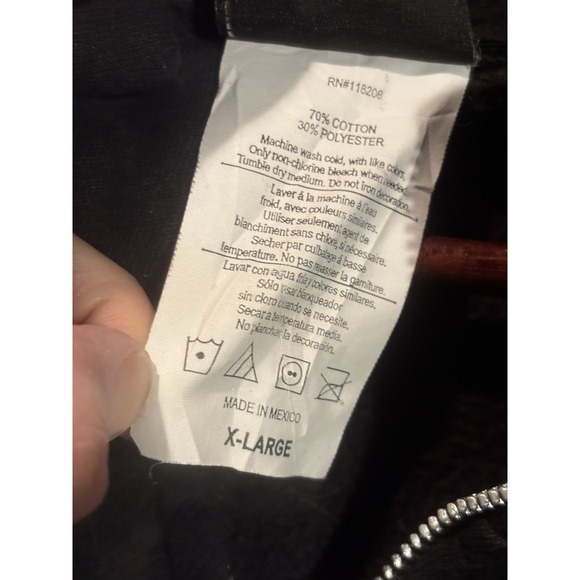 RN#118208
70% COTTON
30% POLYESTER
Machine wash cold, with like colors,
Only non-chlorine bleach when needed.
Tumble dry medium. Do not Iron decoration.
Laver á la machine á l'eau
froid, avec couleurs similaires.
Utiliser seulement agent de
blanchiment sans chlore, si nécessaire.
Secher par culbutage á basse
temperature. No pas repasser la garniture.
Lavar con agua fria y colores similares.
Sólo usar blanqueador
sin cloro cuando se necesite.
Secar á temperatura media.
No planchar la decoración.
MADE IN MEXICO
X-LARGE